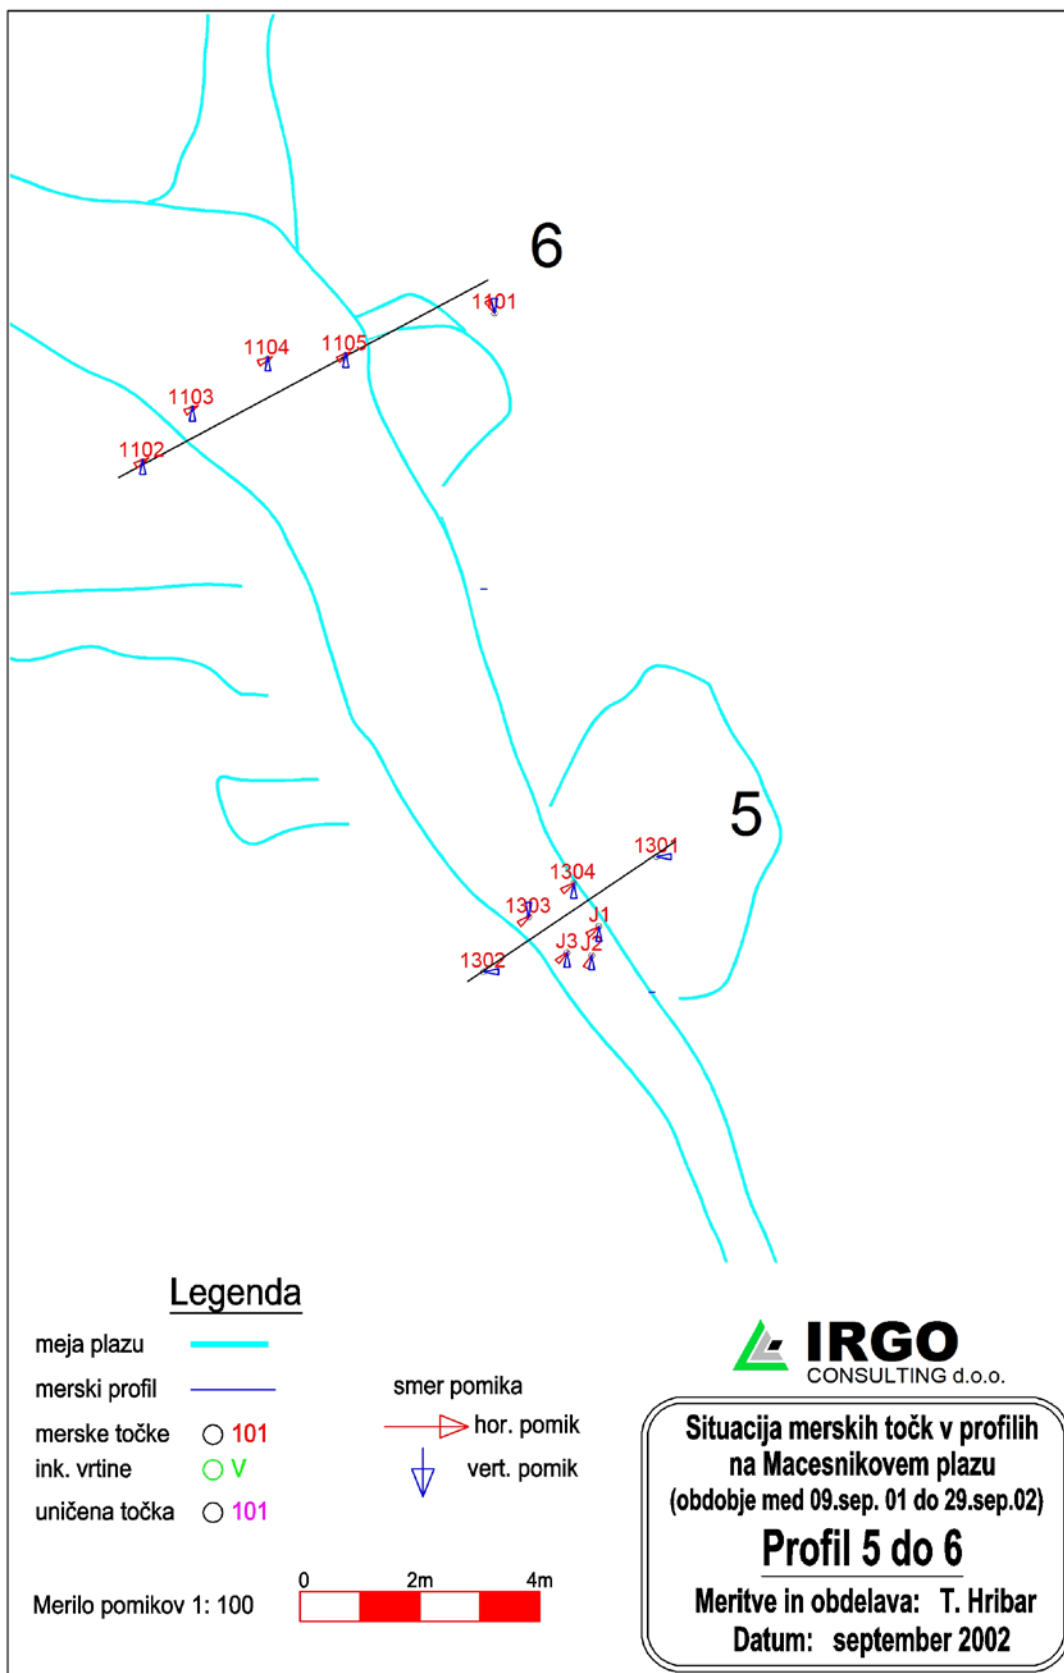 6
1101
1105
1104
1103
1102
5
1301
1304
1303
J1
J3
J2
1302
Legenda
meja plazu
merski profil
merske točke 101
ink. vrtine V
uničena točka 101
smer pomika
hor. pomik
vert. pomik
Merilo pomikov 1: 100
0 2m 4m
IRGO
CONSULTING d.o.o.
Situacija merskih točk v profilih
na Macesnikovem plazu
(obdobje med 09.sep. 01 do 29.sep.02)
Profil 5 do 6
Meritve in obdelava: T. Hribar
Datum: september 2002